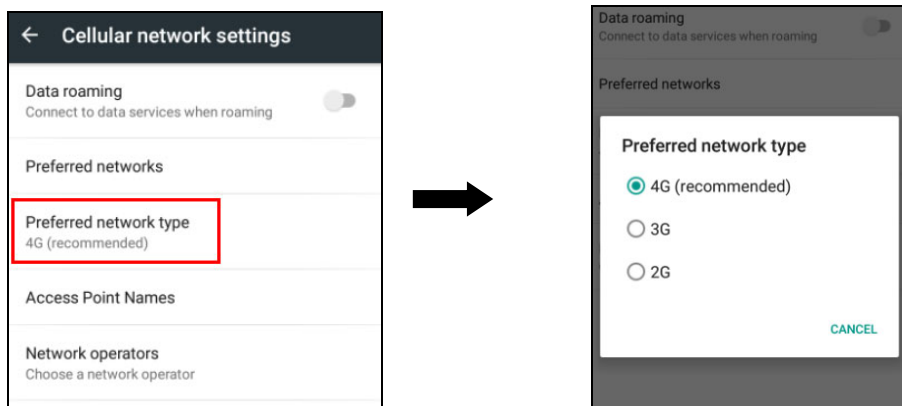 Cellular network settings
Data roaming
Connect to data services when roaming
Preferred networks
Preferred network type
4G (recommended)
Access Point Names
Network operators
Choose a network operator
Data roaming
Connect to data services when roaming
Preferred networks
Preferred network type
4G (recommended)
3G
2G
CANCEL